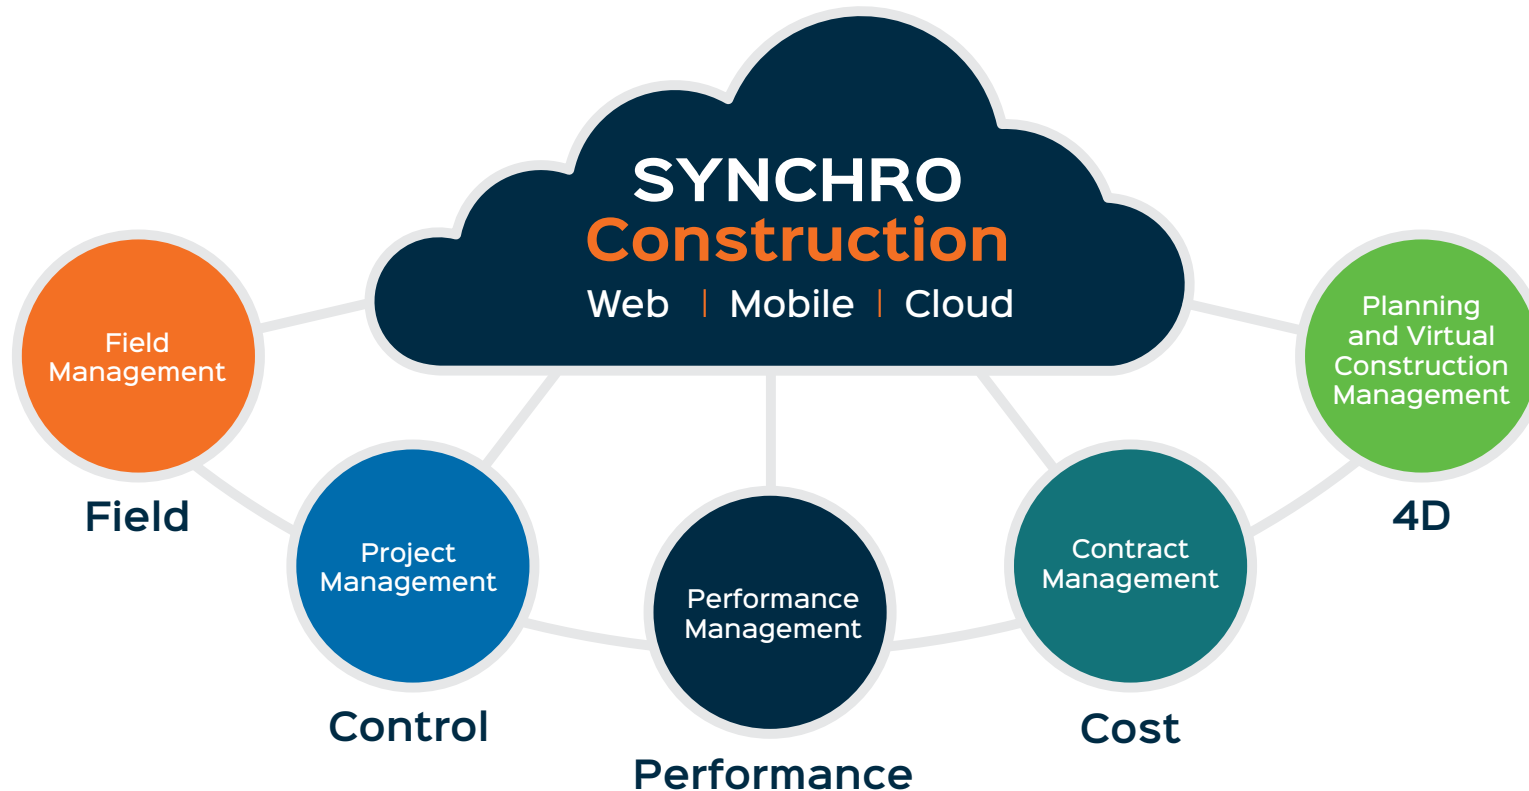 SYNCHRO
Construction
Web | Mobile | Cloud
Field
Management
Field
Project
Management
Control
Performance
Management
Performance
Contract
Management
Cost
Planning
and Virtual
Construction
Management
4D